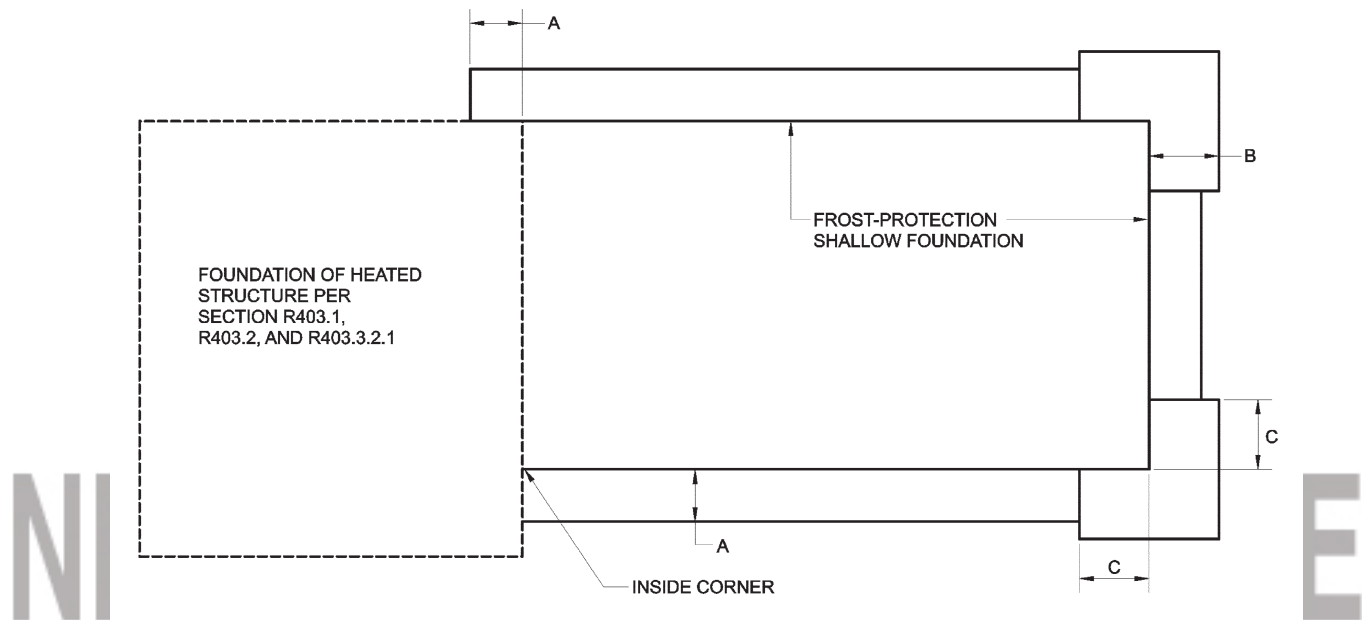 A
B
FROST-PROTECTION
SHALLOW FOUNDATION
FOUNDATION OF HEATED
STRUCTURE PER
SECTION R403.1,
R403.2, AND R403.3.2.1
C
A
C
INSIDE CORNER
NI
E